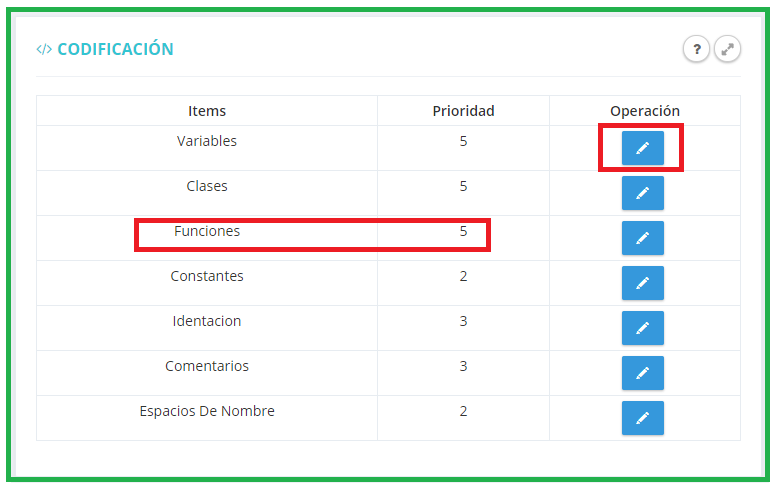 </> CODIFICACIÓN ?
Items Prioridad Operación
Variables 5
Clases 5
Funciones 5
Constantes 2
Identacion 3
Comentarios 3
Espacios De Nombre 2